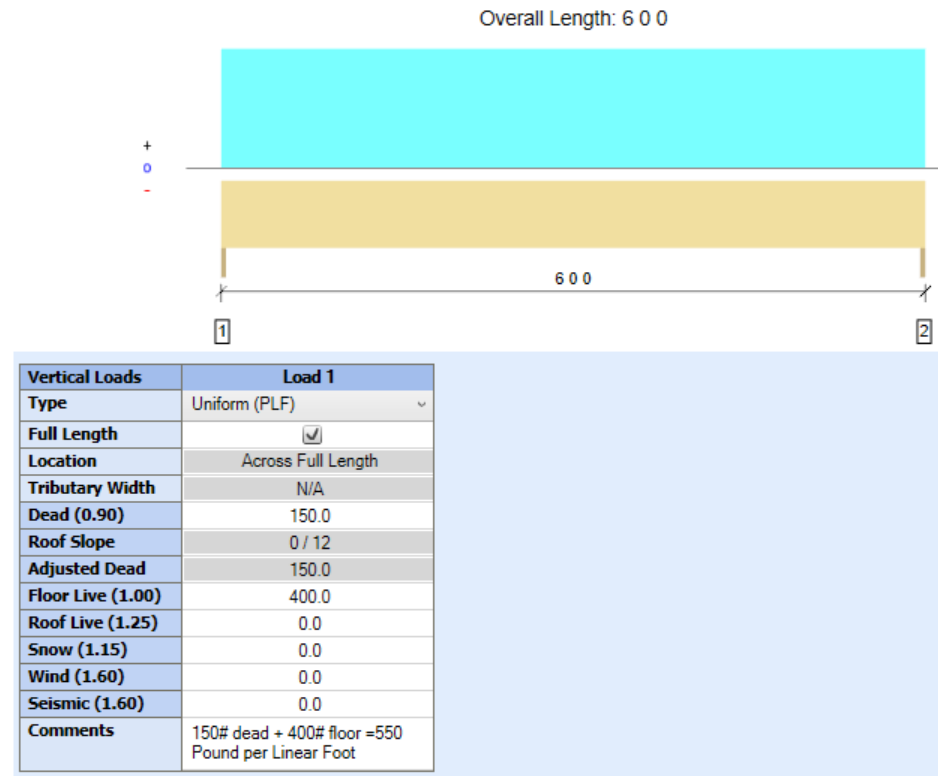 Overall Length: 6 0 0
+
0
-
6 0 0
1
2
Vertical Loads Load 1
Type Uniform (PLF)
Full Length
Location Across Full Length
Tributary Width N/A
Dead (0.90) 150.0
Roof Slope 0 / 12
Adjusted Dead 150.0
Floor Live (1.00) 400.0
Roof Live (1.25) 0.0
Snow (1.15) 0.0
Wind (1.60) 0.0
Seismic (1.60) 0.0
Comments 150# dead + 400# floor =550
Pound per Linear Foot